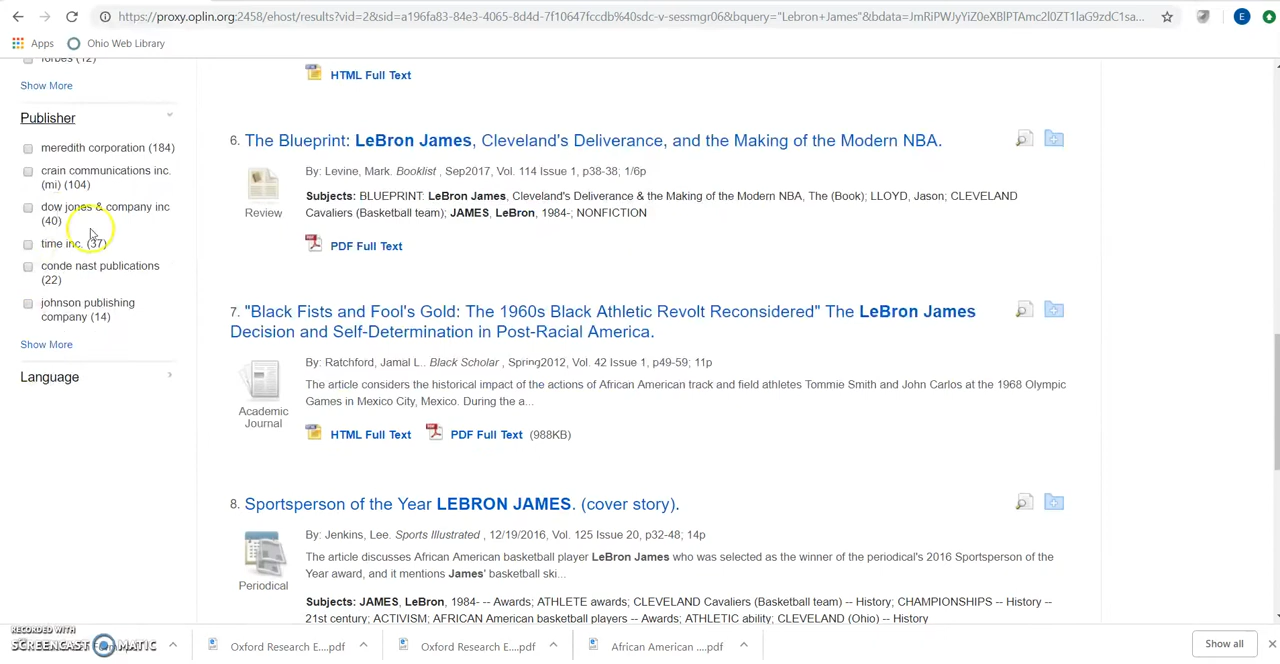 https://proxy.oplin.org:2458/ehost/results?vid=2&sid=a196fa83-84e3-4065-8d4d-7f10647fccdb%40sdc-v-sessmgr06&bquery="Lebron+James"&bdata=JmRiPWJyYiZ0eXBlPTAmc2l0ZT1laG9zdC1sa... E
Apps Ohio Web Library
forbes (12)
Show More
Publisher
meredith corporation (184)
crain communications inc.
(mi) (104)
dow jones & company inc
(40)
time inc. (37)
conde nast publications
(22)
johnson publishing
company (14)
Show More
Language
HTML Full Text
6. The Blueprint: LeBron James, Cleveland's Deliverance, and the Making of the Modern NBA.
Review
By: Levine, Mark. Booklist , Sep2017, Vol. 114 Issue 1, p38-38, 1/6p
Subjects: BLUEPRINT: LeBron James, Cleveland's Deliverance & the Making of the Modern NBA, The (Book); LLOYD, Jason; CLEVELAND
Cavaliers (Basketball team); JAMES, LeBron, 1984-; NONFICTION
PDF Full Text
7. "Black Fists and Fool's Gold: The 1960s Black Athletic Revolt Reconsidered" The LeBron James
Decision and Self-Determination in Post-Racial America.
Academic
Journal
By: Ratchford, Jamal L.. Black Scholar , Spring2012, Vol. 42 Issue 1, p49-59; 11p
The article considers the historical impact of the actions of African American track and field athletes Tommie Smith and John Carlos at the 1968 Olympic
Games in Mexico City, Mexico. During the a...
HTML Full Text PDF Full Text (988KB)
8. Sportsperson of the Year LEBRON JAMES. (cover story).
Periodical
By: Jenkins, Lee. Sports Illustrated , 12/19/2016, Vol. 125 Issue 20, p32-48; 14p
The article discusses African American basketball player LeBron James who was selected as the winner of the periodical's 2016 Sportsperson of the
Year award, and it mentions James' basketball ski...
Subjects: JAMES, LeBron, 1984- -- Awards; ATHLETE awards; CLEVELAND Cavaliers (Basketball team) -- History; CHAMPIONSHIPS -- History --
21st century; ACTIVISM; AFRICAN American basketball players -- Awards; ATHLETIC ability; CLEVELAND (Ohio) -- History
RECORDED WITH
SCREENCAST MATIC
Oxford Research E....pdf
Oxford Research E....pdf
African American ....pdf
Show all